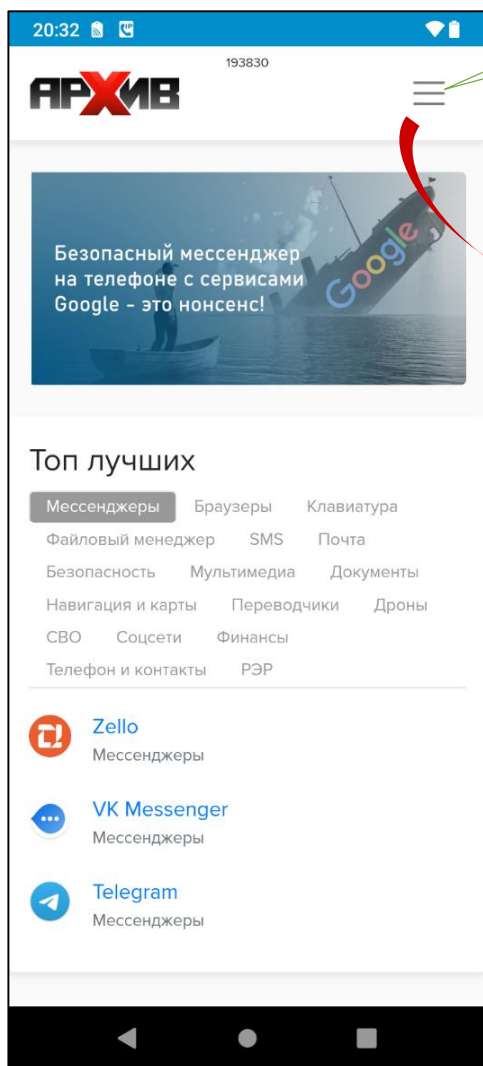 20:32
193830
АРХИВ
Безопасный мессенджер
на телефоне с сервисами
Google - это нонсенс!
Google
Топ лучших
Мессенджеры Браузеры Клавиатура
Файловый менеджер SMS Почта
Безопасность Мультимедиа Документы
Навигация и карты Переводчики Дроны
СВО Соцсети Финансы
Телефон и контакты РЭР
Zello
Мессенджеры
VK Messenger
Мессенджеры
Telegram
Мессенджеры